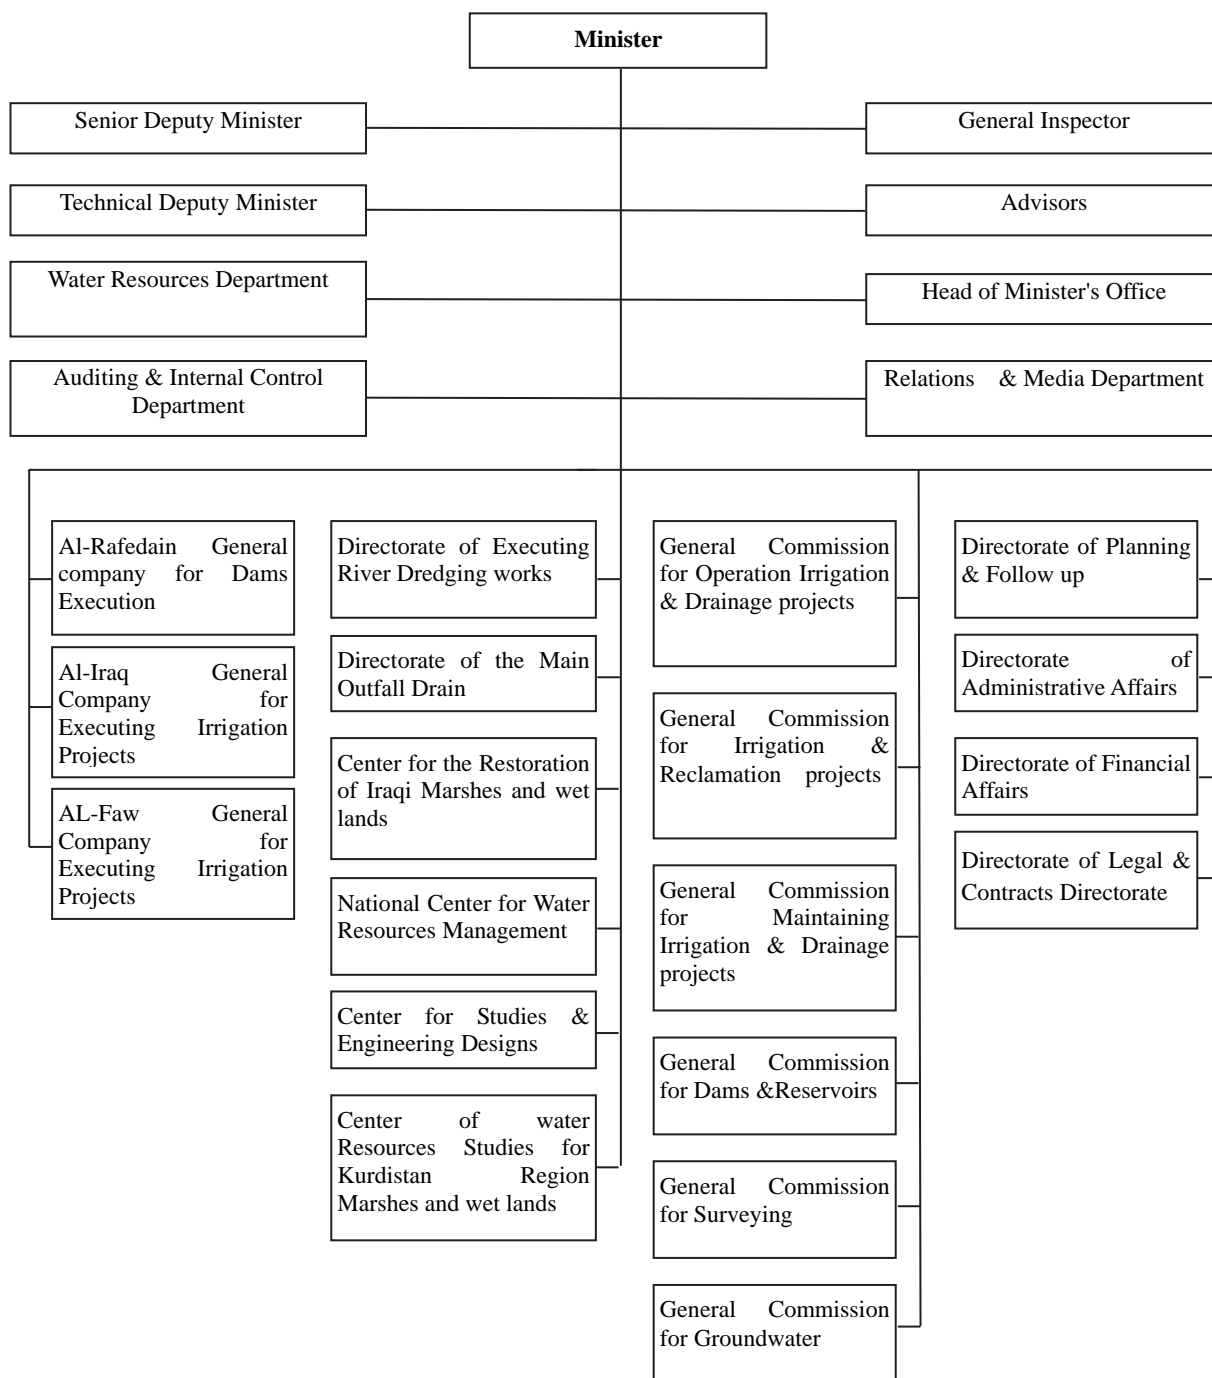 Minister
Senior Deputy Minister
General Inspector
Technical Deputy Minister
Advisors
Water Resources Department
Head of Minister's Office
Auditing & Internal Control
Department
Relations & Media Department
Al-Rafedain General
company for Dams
Execution
Al-Iraq General
Company for
Executing Irrigation
Projects
AL-Faw General
Company for
Executing Irrigation
Projects
Directorate of Executing
River Dredging works
Directorate of the Main
Outfall Drain
Center for the Restoration
of Iraqi Marshes and wet
lands
National Center for Water
Resources Management
Center for Studies &
Engineering Designs
Center of water
Resources Studies for
Kurdistan Region
Marshes and wet lands
General Commission
for Operation Irrigation
& Drainage projects
General Commission
for Irrigation &
Reclamation projects
General Commission
for Maintaining
Irrigation & Drainage
projects
General Commission
for Dams &Reservoirs
General Commission
for Surveying
General Commission
for Groundwater
Directorate of Planning
& Follow up
Directorate of
Administrative Affairs
Directorate of Financial
Affairs
Directorate of Legal &
Contracts Directorate